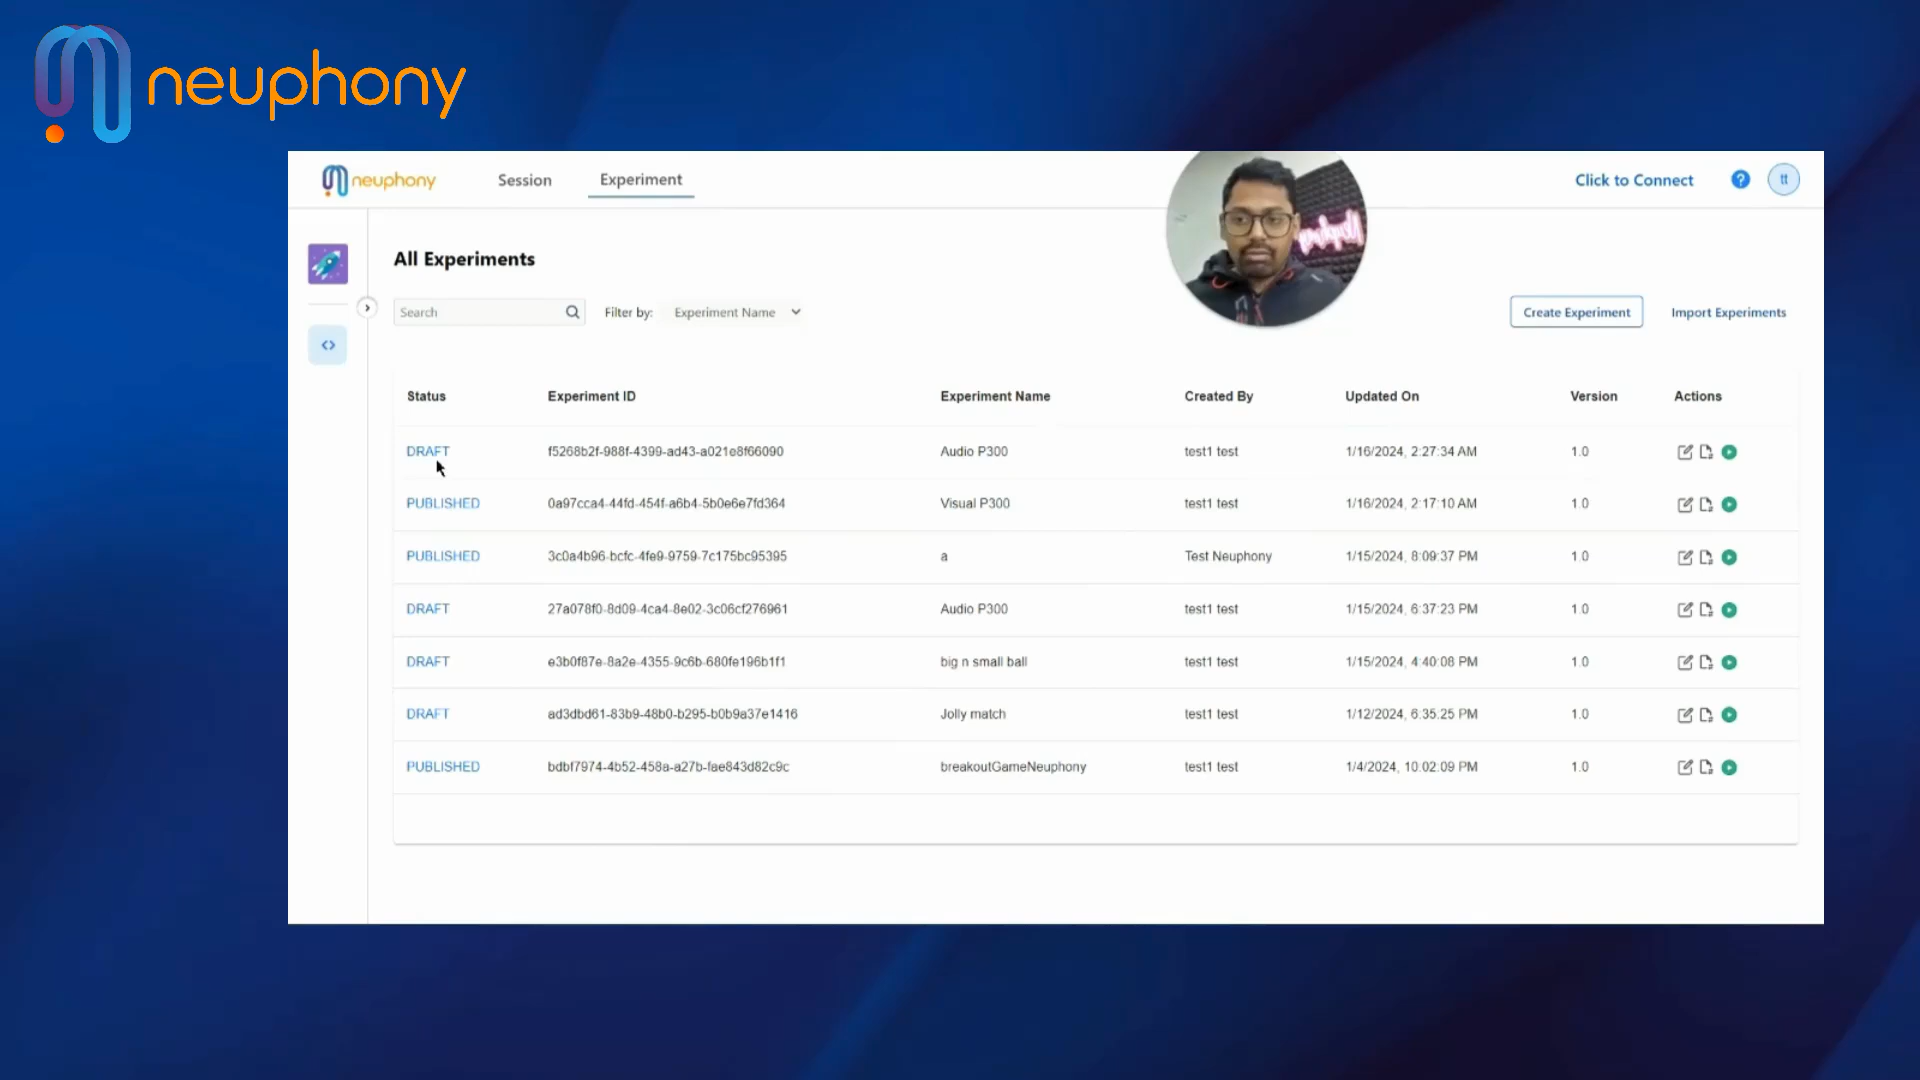 neuphony
neuphony Session Experiment Click to Connect ? tt
All Experiments
Search Filter by: Experiment Name Create Experiment Import Experiments
Status Experiment ID Experiment Name Created By Updated On Version Actions
DRAFT f5268b2f-988f-4399-ad43-a021e8f66090 Audio P300 test1 test 1/16/2024, 2:27:34 AM 1.0
PUBLISHED 0a97cca4-44fd-454f-a6b4-5b0e6e7fd364 Visual P300 test1 test 1/16/2024, 2:17:10 AM 1.0
PUBLISHED 3c0a4b96-bcfc-4fe9-9759-7c175bc95395 a Test Neuphony 1/15/2024, 8:09:37 PM 1.0
DRAFT 27a078f0-8d09-4ca4-8e02-3c06cf276961 Audio P300 test1 test 1/15/2024, 6:37:23 PM 1.0
DRAFT e3b0f87e-8a2e-4355-9c6b-680fe196b1f1 big n small ball test1 test 1/15/2024, 4:40:08 PM 1.0
DRAFT ad3dbd61-83b9-48b0-b295-b0b9a37e1416 Jolly match test1 test 1/12/2024, 6:35:25 PM 1.0
PUBLISHED bdbf7974-4b52-458a-a27b-fae843d82c9c breakoutGameNeuphony test1 test 1/4/2024, 10:02:09 PM 1.0